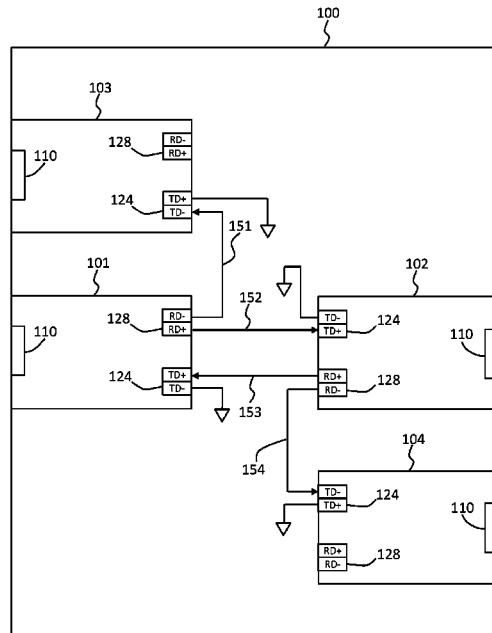 100
103
110
128
RD-
RD+
124
TD+
TD-
151
101
102
110
128
RD-
RD+
152
TD-
TD+
124
110
124
TD+
TD-
153
RD+
RD-
128
154
104
TD-
TD+
124
110
RD+
RD-
128